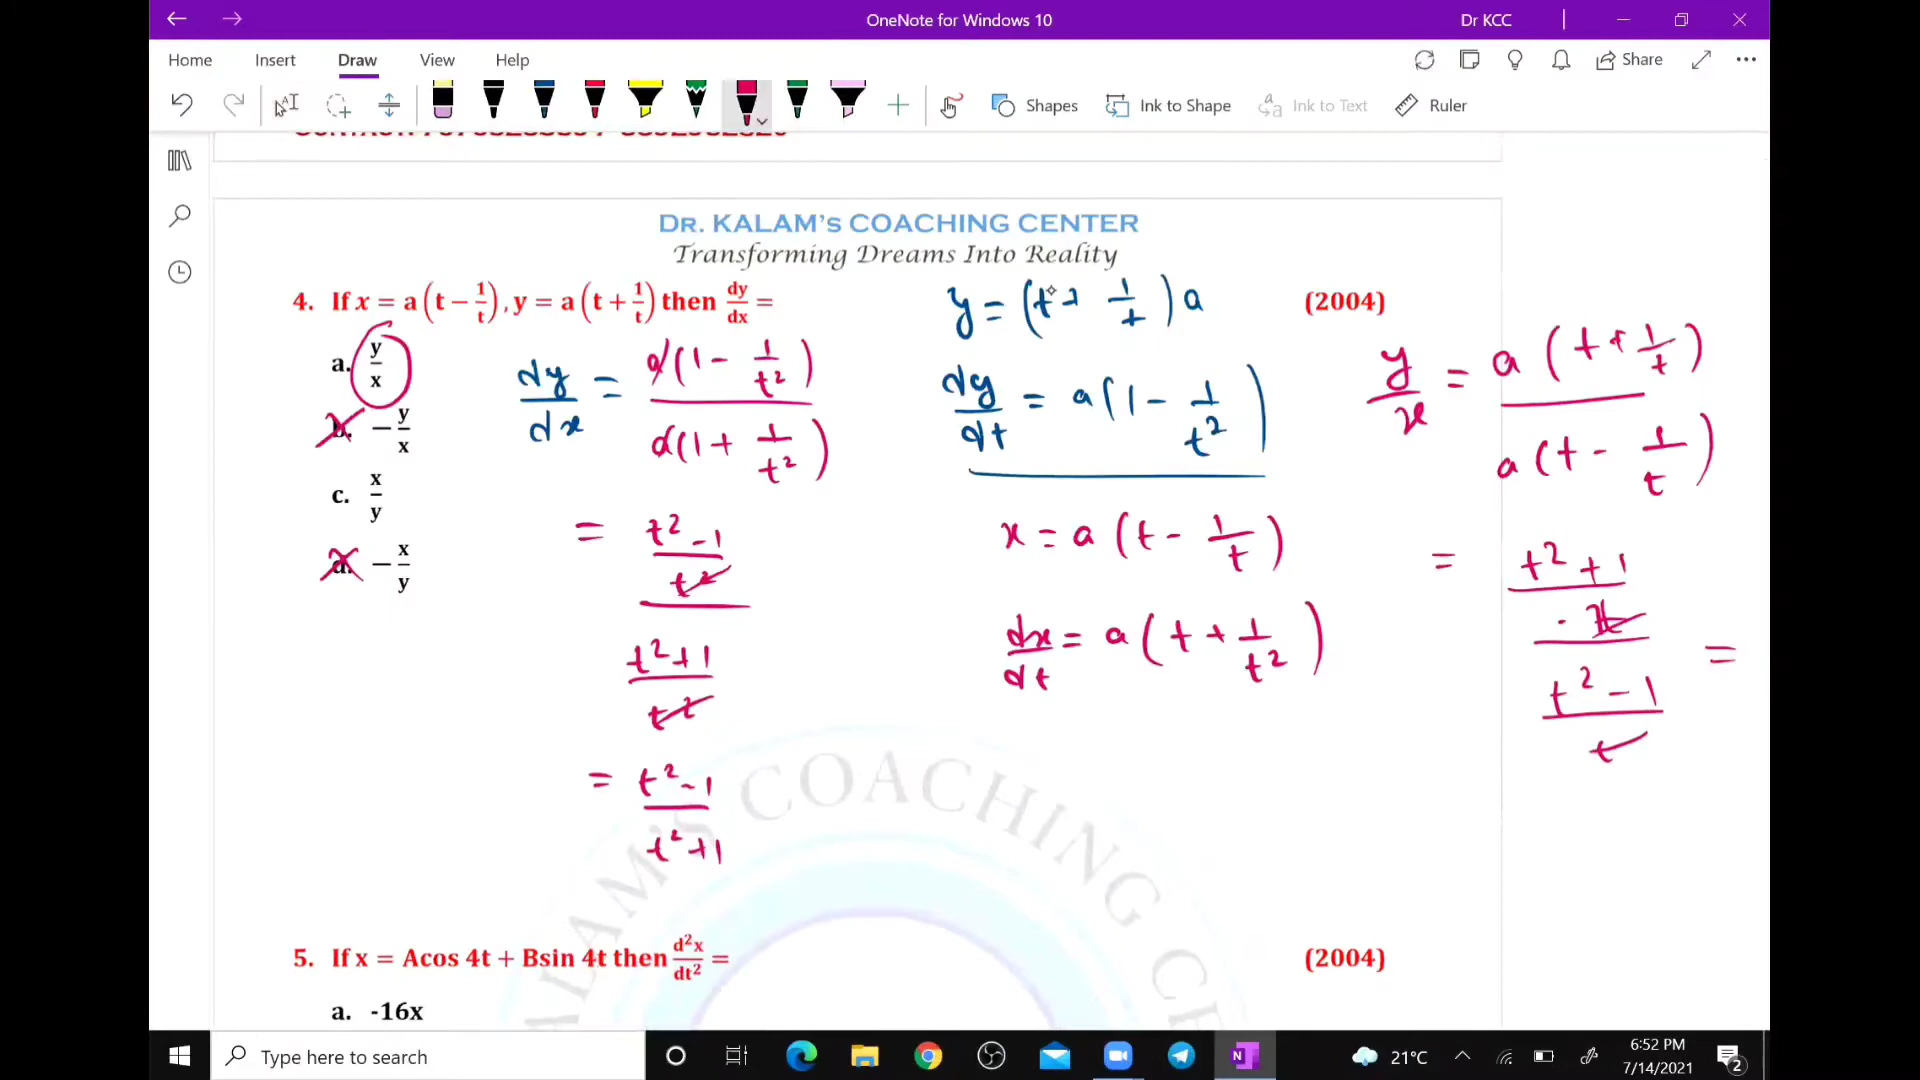 OneNote for Windows 10
Dr KCC
Home Insert Draw View Help
Share
Shapes Ink to Shape Ink to Text Ruler
DR. KALAM's COACHING CENTER
Transforming Dreams Into Reality
4. If x = a (t − 1/t), y = a (t + 1/t) then dy/dx = (2004)
a. y/x
b. − y/x
c. x/y
d. − x/y
dy/dx = a(1 - 1/t²) / a(1 + 1/t²)
= t² - 1 / t² / t² + 1 / t²
= t² - 1 / t² + 1
y = (t + 1/t) a
dy/dt = a(1 - 1/t²)
x = a (t - 1/t)
dx/dt = a (t + 1/t²)
y/x = a (t + 1/t) / a (t - 1/t)
= t² + 1 / t / t² - 1 / t =
5. If x = Acos 4t + Bsin 4t then d²x/dt² = (2004)
a. -16x
KALAM'S COACHING CE
Type here to search
21°C
6:52 PM
7/14/2021
2